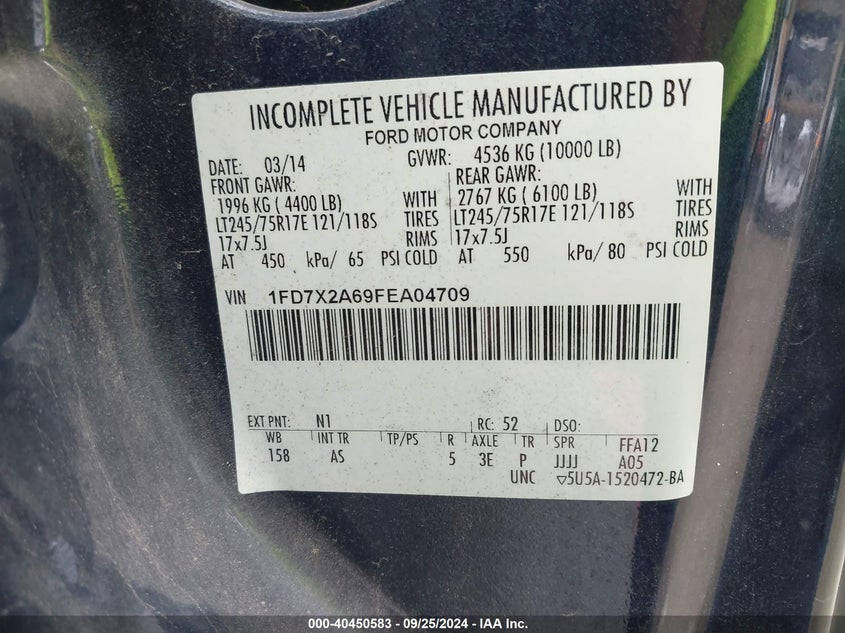 INCOMPLETE VEHICLE MANUFACTURED BY
FORD MOTOR COMPANY
DATE: 03/14 GVWR: 4536 KG (10000 LB)
FRONT GAWR: REAR GAWR:
1996 KG ( 4400 LB) WITH 2767 KG ( 6100 LB) WITH
LT245/75R17E 121/118S TIRES LT245/75R17E 121/118S TIRES
17x7.5J RIMS 17x7.5J RIMS
AT 450 kPa/ 65 PSI COLD AT 550 kPa/ 80 PSI COLD
VIN 1FD7X2A69FEA04709
EXT PNT: N1 RC: 52 DSO:
WB INT TR TP/PS R AXLE TR SPR FFA12
158 AS 5 3E P JJJJ A05
UNC ▽5U5A-1520472-BA
000-40450583 - 09/25/2024 - IAA Inc.